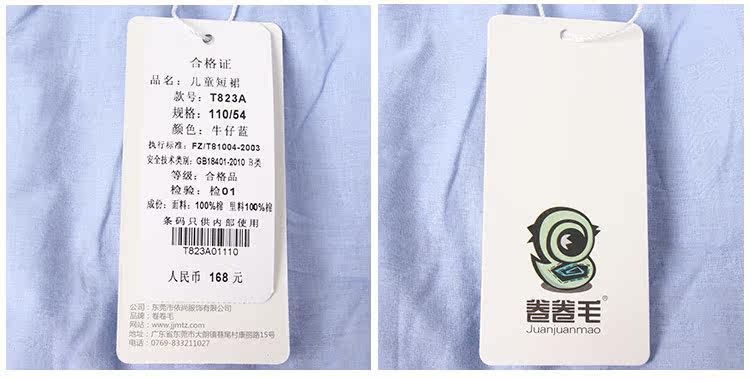 合格证
品名：儿童短裙
款号：T823A
规格：110/54
颜色：牛仔蓝
执行标准：FZ/T81004-2003
安全技术类别：GB18401-2010 B类
等级：合格品
检验：检01
成份：面料：100%棉 里料100%棉
条码只供内部使用
T823A01110
人民币 168 元
公司：东莞市依尚服饰有限公司
品牌：卷卷毛
网站：www.jjmtz.com
地址：广东省东莞市大朗镇巷尾村康丽路15号
电话：0769-833211027
卷卷毛®
Juanjuanmao